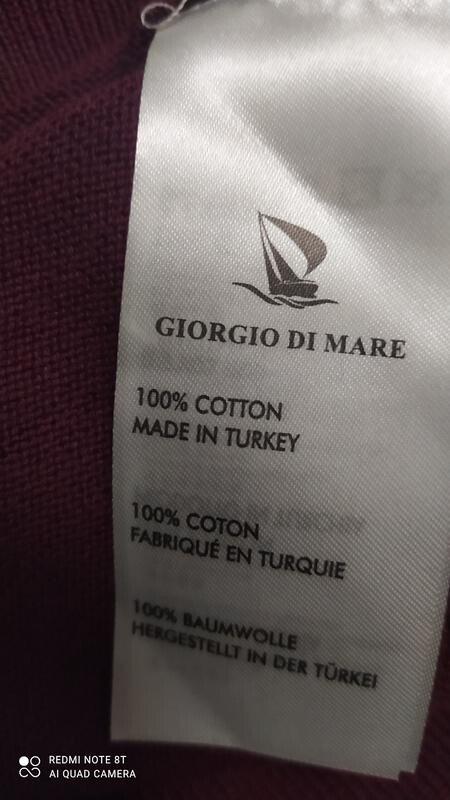 GIORGIO DI MARE
100% COTTON
MADE IN TURKEY
100% COTON
FABRIQUÉ EN TURQUIE
100% BAUMWOLLE
HERGESTELLT IN DER TÜRKEI
REDMI NOTE 8T
AI QUAD CAMERA